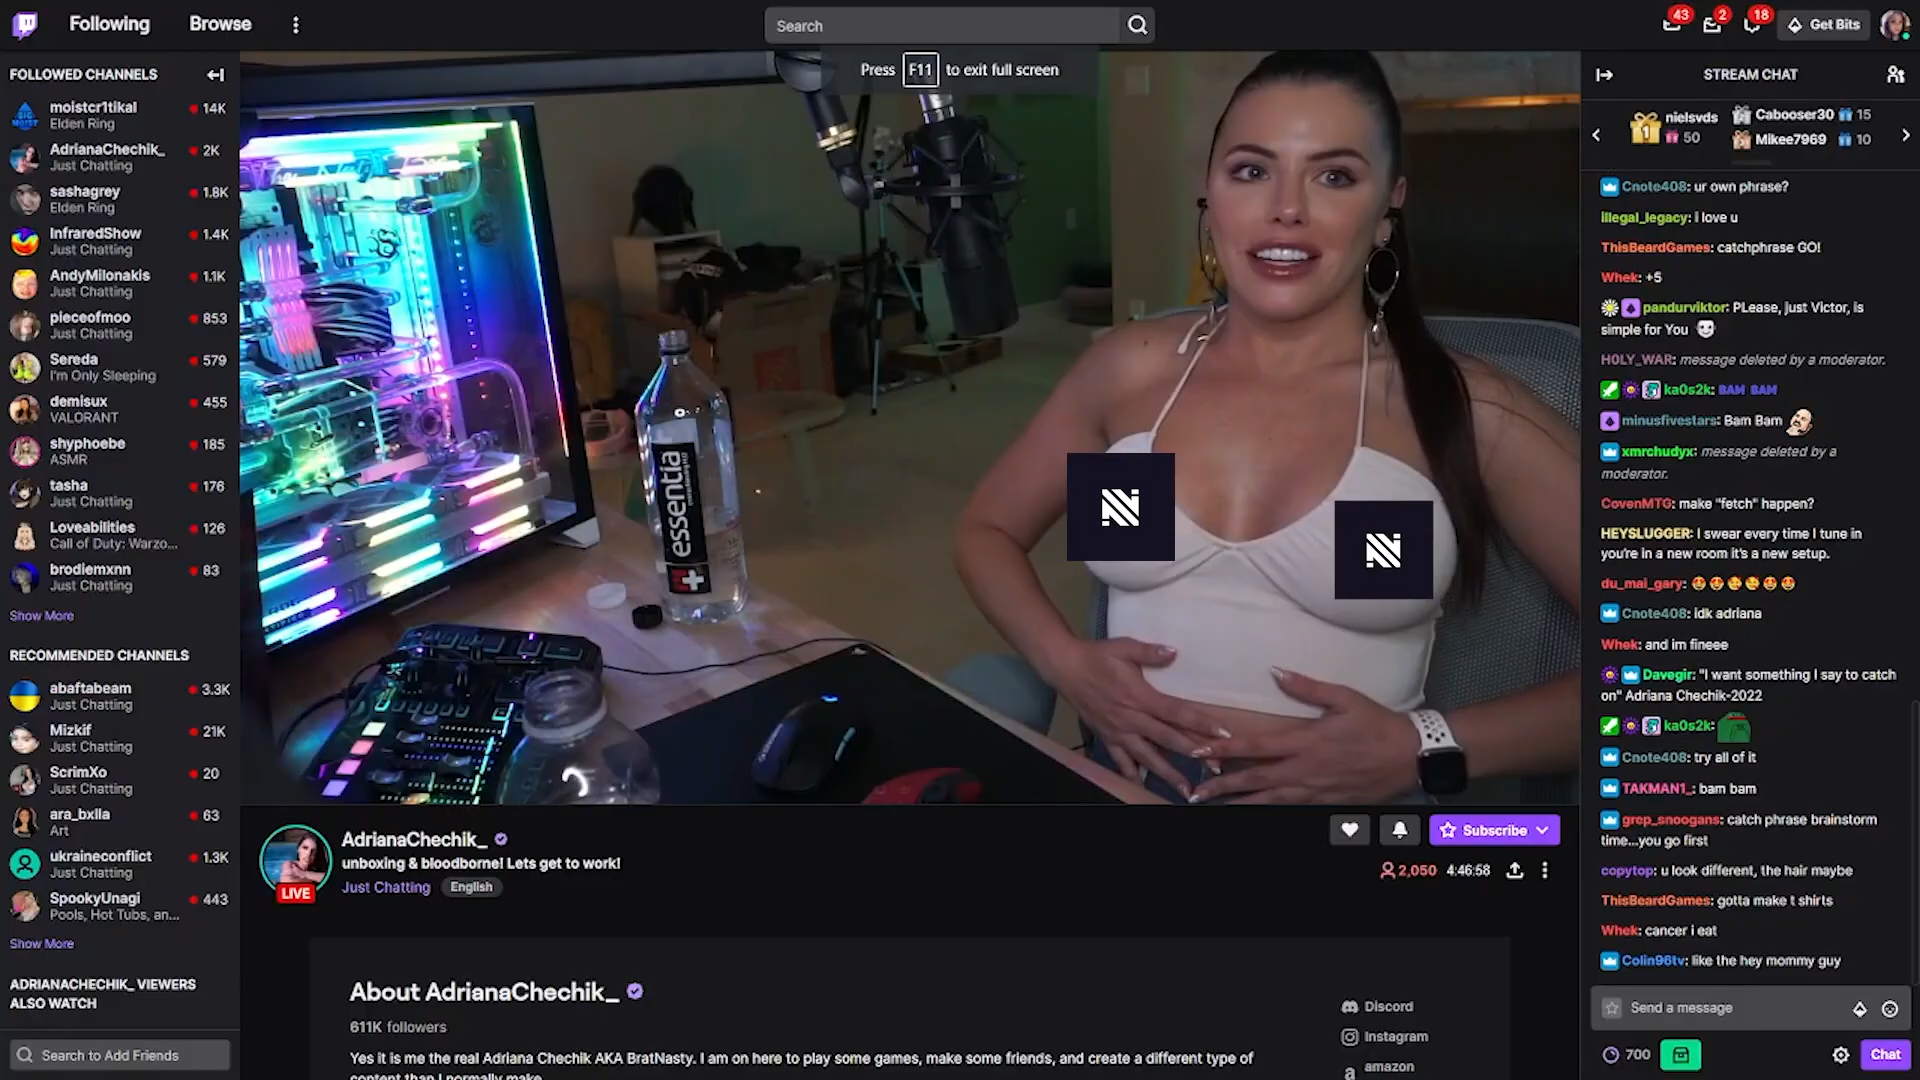 Following
Browse
Search
43
2
18
Get Bits
Press F11 to exit full screen
FOLLOWED CHANNELS
moistcr1tikal
14K
Elden Ring
AdrianaChechik_
2K
Just Chatting
sashagrey
1.8K
Elden Ring
InfraredShow
1.4K
Just Chatting
AndyMilonakis
1.1K
Just Chatting
pieceofmoo
853
Just Chatting
Sereda
579
I'm Only Sleeping
demisux
455
VALORANT
shyphoebe
185
ASMR
tasha
176
Just Chatting
Loveabilities
126
Call of Duty: Warzo...
brodiemxnn
83
Just Chatting
Show More
RECOMMENDED CHANNELS
abaftabeam
3.3K
Just Chatting
Mizkif
21K
Just Chatting
ScrimXo
20
Just Chatting
ara_bxlla
63
Art
ukraineconflict
1.3K
Just Chatting
SpookyUnagi
443
Pools, Hot Tubs, an...
Show More
ADRIANACHECHIK_ VIEWERS
ALSO WATCH
Search to Add Friends
essentia
AdrianaChechik_
unboxing & bloodborne! Lets get to work!
Just Chatting English
LIVE
Subscribe
2,050 4:46:58
About AdrianaChechik_
611K followers
Yes it is me the real Adriana Chechik AKA BratNasty. I am on here to play some games, make some friends, and create a different type of
content than I normally make
Discord
Instagram
amazon
STREAM CHAT
1
nielsvds
50
Cabooser30 15
Mikee7969 10
Cnote408: ur own phrase?
illegal_legacy: i love u
ThisBeardGames: catchphrase GO!
Whek: +5
pandurviktor: PLease, just Victor, is
simple for You
HOLY_WAR: message deleted by a moderator.
ka0s2k: BAM BAM
minusfivestars: Bam Bam
xmrchudyx: message deleted by a
moderator.
CovenMTG: make "fetch" happen?
HEYSLUGGER: I swear every time I tune in
you're in a new room it's a new setup.
du_mai_gary:
Cnote408: idk adriana
Whek: and im fineee
Davegir: "I want something I say to catch
on" Adriana Chechik-2022
ka0s2k:
Cnote408: try all of it
TAKMAN1_: bam bam
grep_snoogans: catch phrase brainstorm
time...you go first
copytop: u look different, the hair maybe
ThisBeardGames: gotta make t shirts
Whek: cancer i eat
Colin96tv: like the hey mommy guy
Send a message
700
Chat